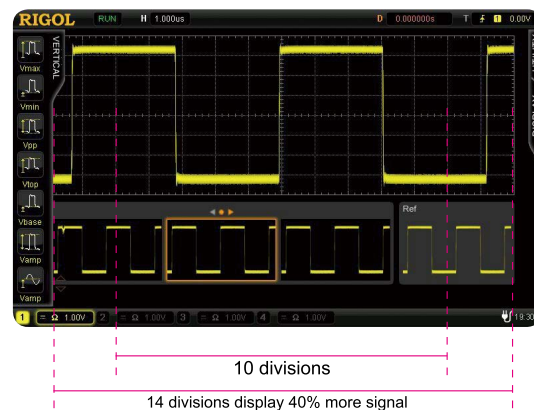 RIGOL RUN H 1.000us D 0.000000s T 1 0.00V
VERTICAL
Vmax
Vmin
Vpp
Vtop
Vbase
Vamp
Vamp
Ref
1 = Ω 1.00V 2 = Ω 1.00V 3 = Ω 1.00V 4 = Ω 1.00V 19:30
10 divisions
14 divisions display 40% more signal